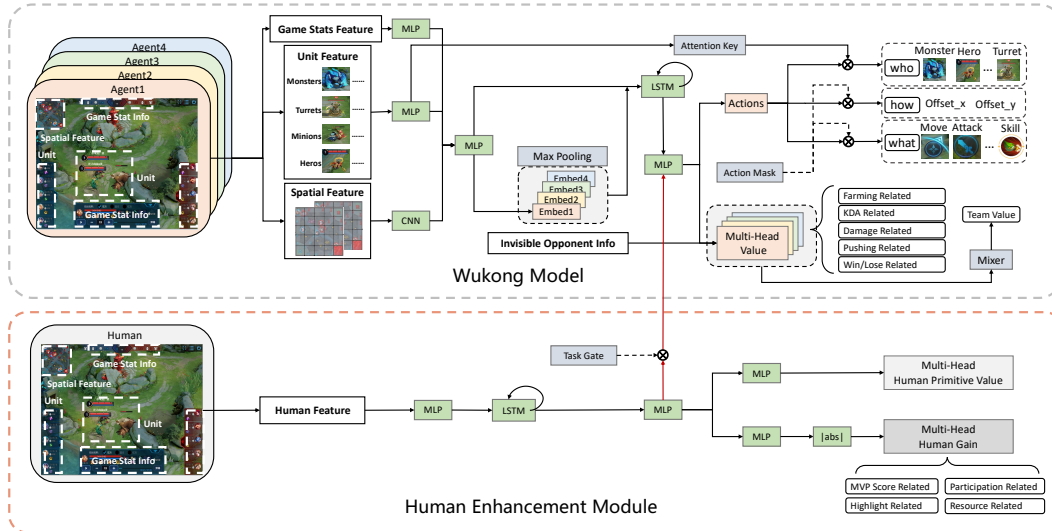 Agent4
Agent3
Agent2
Agent1
Game Stat Info
Spatial Feature
Unit
Unit
Game Stat Info
Game Stats Feature
MLP
Unit Feature
Monsters
......
Turrets
......
Minions
......
Heros
......
MLP
Spatial Feature
CNN
MLP
Max Pooling
Embed4
Embed3
Embed2
Embed1
Invisible Opponent Info
Attention Key
LSTM
MLP
Actions
Action Mask
Monster Hero Turret
who
...
how
Offset_x Offset_y
Move Attack Skill
what
...
Multi-Head
Value
Farming Related
KDA Related
Damage Related
Pushing Related
Win/Lose Related
Team Value
Mixer
Wukong Model
Human
Game Stat Info
Spatial Feature
Unit
Unit
Game Stat Info
Human Feature
MLP
LSTM
Task Gate
MLP
MLP
Multi-Head
Human Primitive Value
MLP
|abs|
Multi-Head
Human Gain
MVP Score Related
Participation Related
Highlight Related
Resource Related
Human Enhancement Module